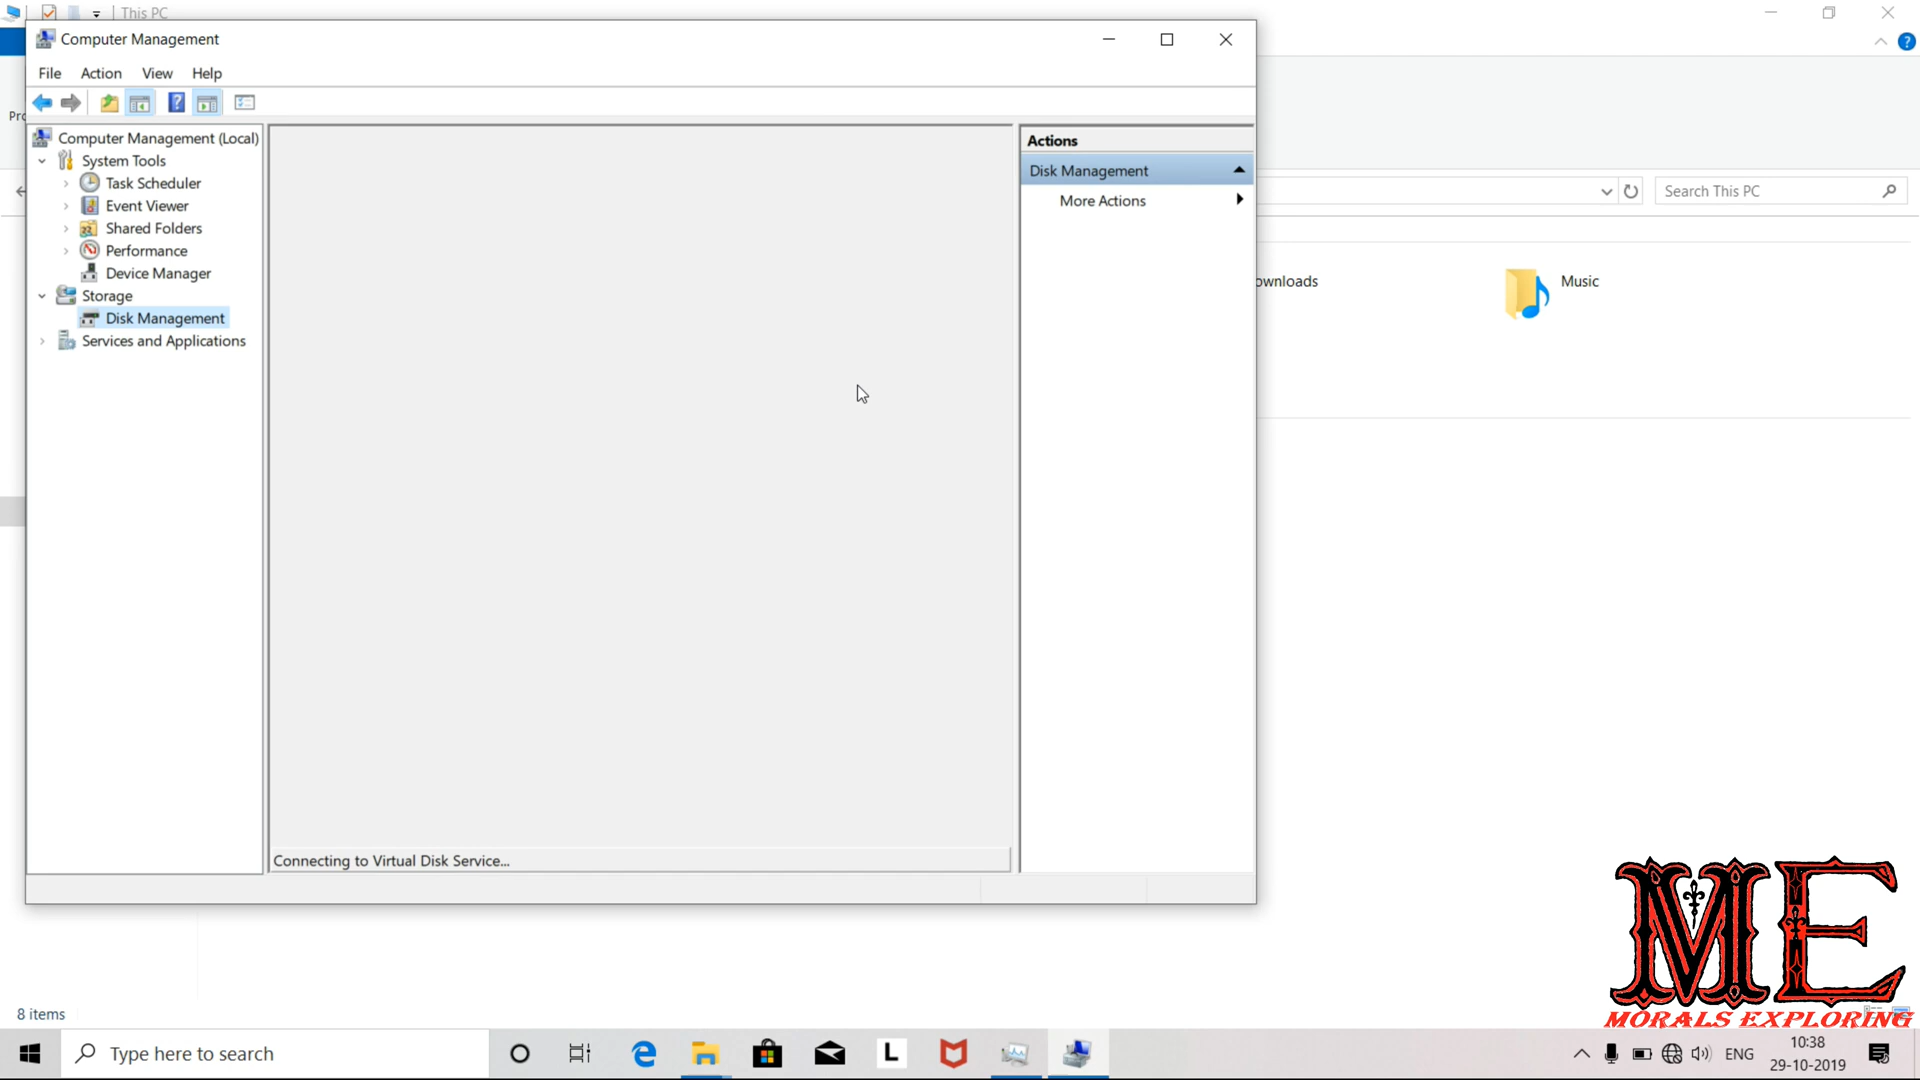 This PC
Computer Management
File Action View Help
Pro
Computer Management (Local)
System Tools
Task Scheduler
Event Viewer
Shared Folders
Performance
Device Manager
Storage
Disk Management
Services and Applications
Connecting to Virtual Disk Service...
Actions
Disk Management
More Actions
Search This PC
ownloads
Music
8 items
ME
MORALS EXPLORING
Type here to search
L
ENG
10:38
29-10-2019